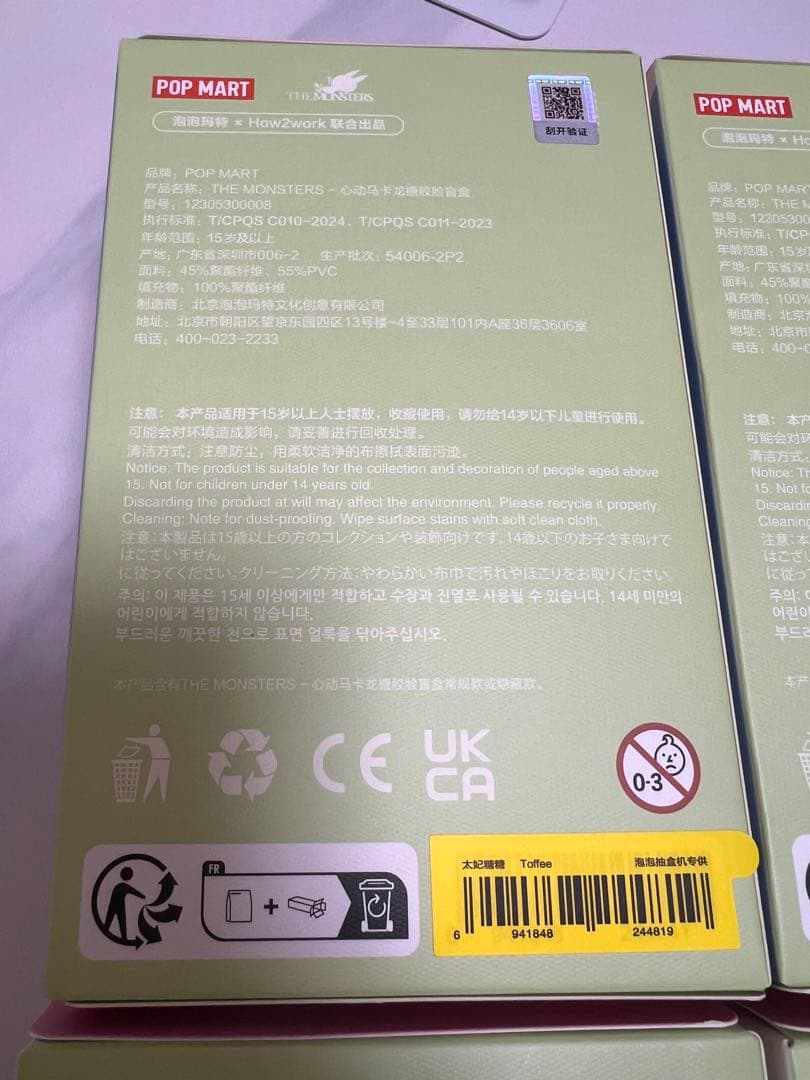 POP MART
THE MONSTERS
泡泡玛特 × How2work 联合出品
刮开验证
品牌：POP MART
产品名称：THE MONSTERS - 心动马卡龙搪胶脸盲盒
型号：12305300008
执行标准：T/CPQS C010-2024、T/CPQS C011-2023
年龄范围：15岁及以上
产地：广东省深圳市006-2 生产批次：54006-2P2
面料：45%聚酯纤维、55%PVC
填充物：100%聚酯纤维
制造商：北京泡泡玛特文化创意有限公司
地址：北京市朝阳区望京东园四区13号楼-4至33层101内A座36层3606室
电话：400-023-2233
注意：本产品适用于15岁以上人士摆放，收藏使用，请勿给14岁以下儿童进行使用。
可能会对环境造成影响，请妥善进行回收处理。
清洁方式：注意防尘，用柔软洁净的布擦拭表面污迹。
Notice: The product is suitable for the collection and decoration of people aged above
15. Not for children under 14 years old.
Discarding the product at will may affect the environment. Please recycle it properly
Cleaning: Note for dust-proofing. Wipe surface stains with soft clean cloth.
注意：本製品は15歳以上の方のコレクションや装飾向けです。14歳以下のお子さま向けで
はございません。
に従ってください。クリーニング方法：やわらかい布巾で汚れやほこりをお取りください。
주의: 이 제품은 15세 이상에게만 적합하고 수장과 진열로 사용될 수 있습니다. 14세 미만의
어린이에게 적합하지 않습니다.
부드러운 깨끗한 천으로 표면 얼룩을 닦아주십시오.
本产品含有THE MONSTERS - 心动马卡龙搪胶脸盲盒常规款或隐藏款。
CE
UK
CA
0-3
FR
太妃糖糖 Toffee 泡泡抽盒机专供
6 941848 244819
POP MART
泡泡玛特 × Ho
品牌：POP MAR
产品名称：THE M
型号：1230530
执行标准：T/CP
年龄范围：15岁
产地：广东省
面料：45%
填充物：100
制造商：北京
地址：北京市
电话：400-0
注意：本产
可能会对环
清洁方式：
Notice: Th
15. Not fo
Discardin
Cleaning
注意：本
はござ
に従って
주의:
어린이
부드러
本产